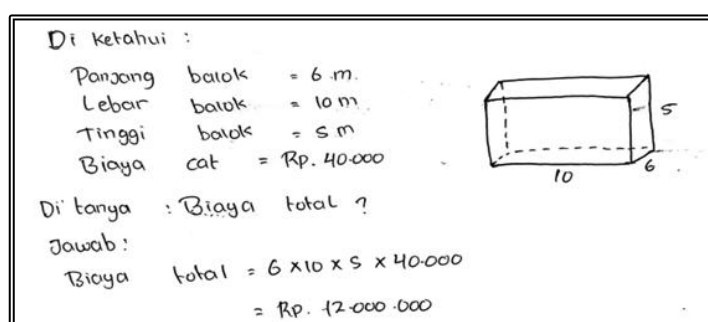 Di ketahui :
Panjang balok = 6 m.
Lebar balok = 10 m
Tinggi balok = 5 m
Biaya cat = Rp. 40.000
5
6
10
Di tanya : Biaya total ?
Jawab :
Biaya total = 6 x 10 x 5 x 40.000
= Rp. 12.000.000